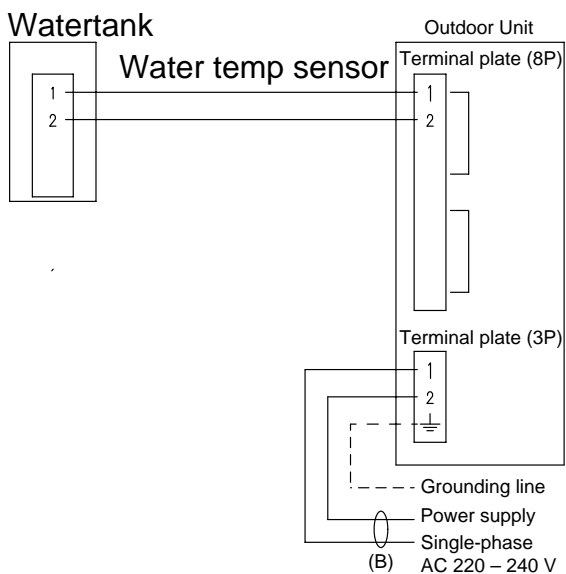 Watertank
Outdoor Unit
Water temp sensor
Terminal plate (8P)
1
2
1
2
Terminal plate (3P)
1
2
Grounding line
Power supply
Single-phase
AC 220 – 240 V
(B)